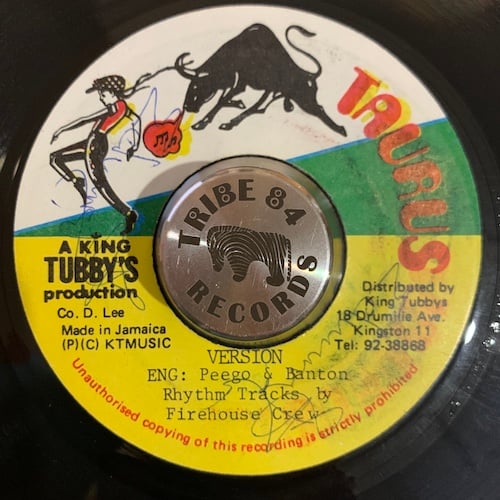 TAURUS
TRIBE 84
RECORDS
A KING
TUBBY'S
production
Co. D. Lee
Made in Jamaica
(P)(C) KTMUSIC
Distributed by
King Tubbys
18 Drumilie Ave.
Kingston 11
Tel: 92-38868
VERSION
ENG: Peego & Banton
Rhythm Tracks by
Firehouse Crew
Unauthorised copying of this recording is strictly prohibited